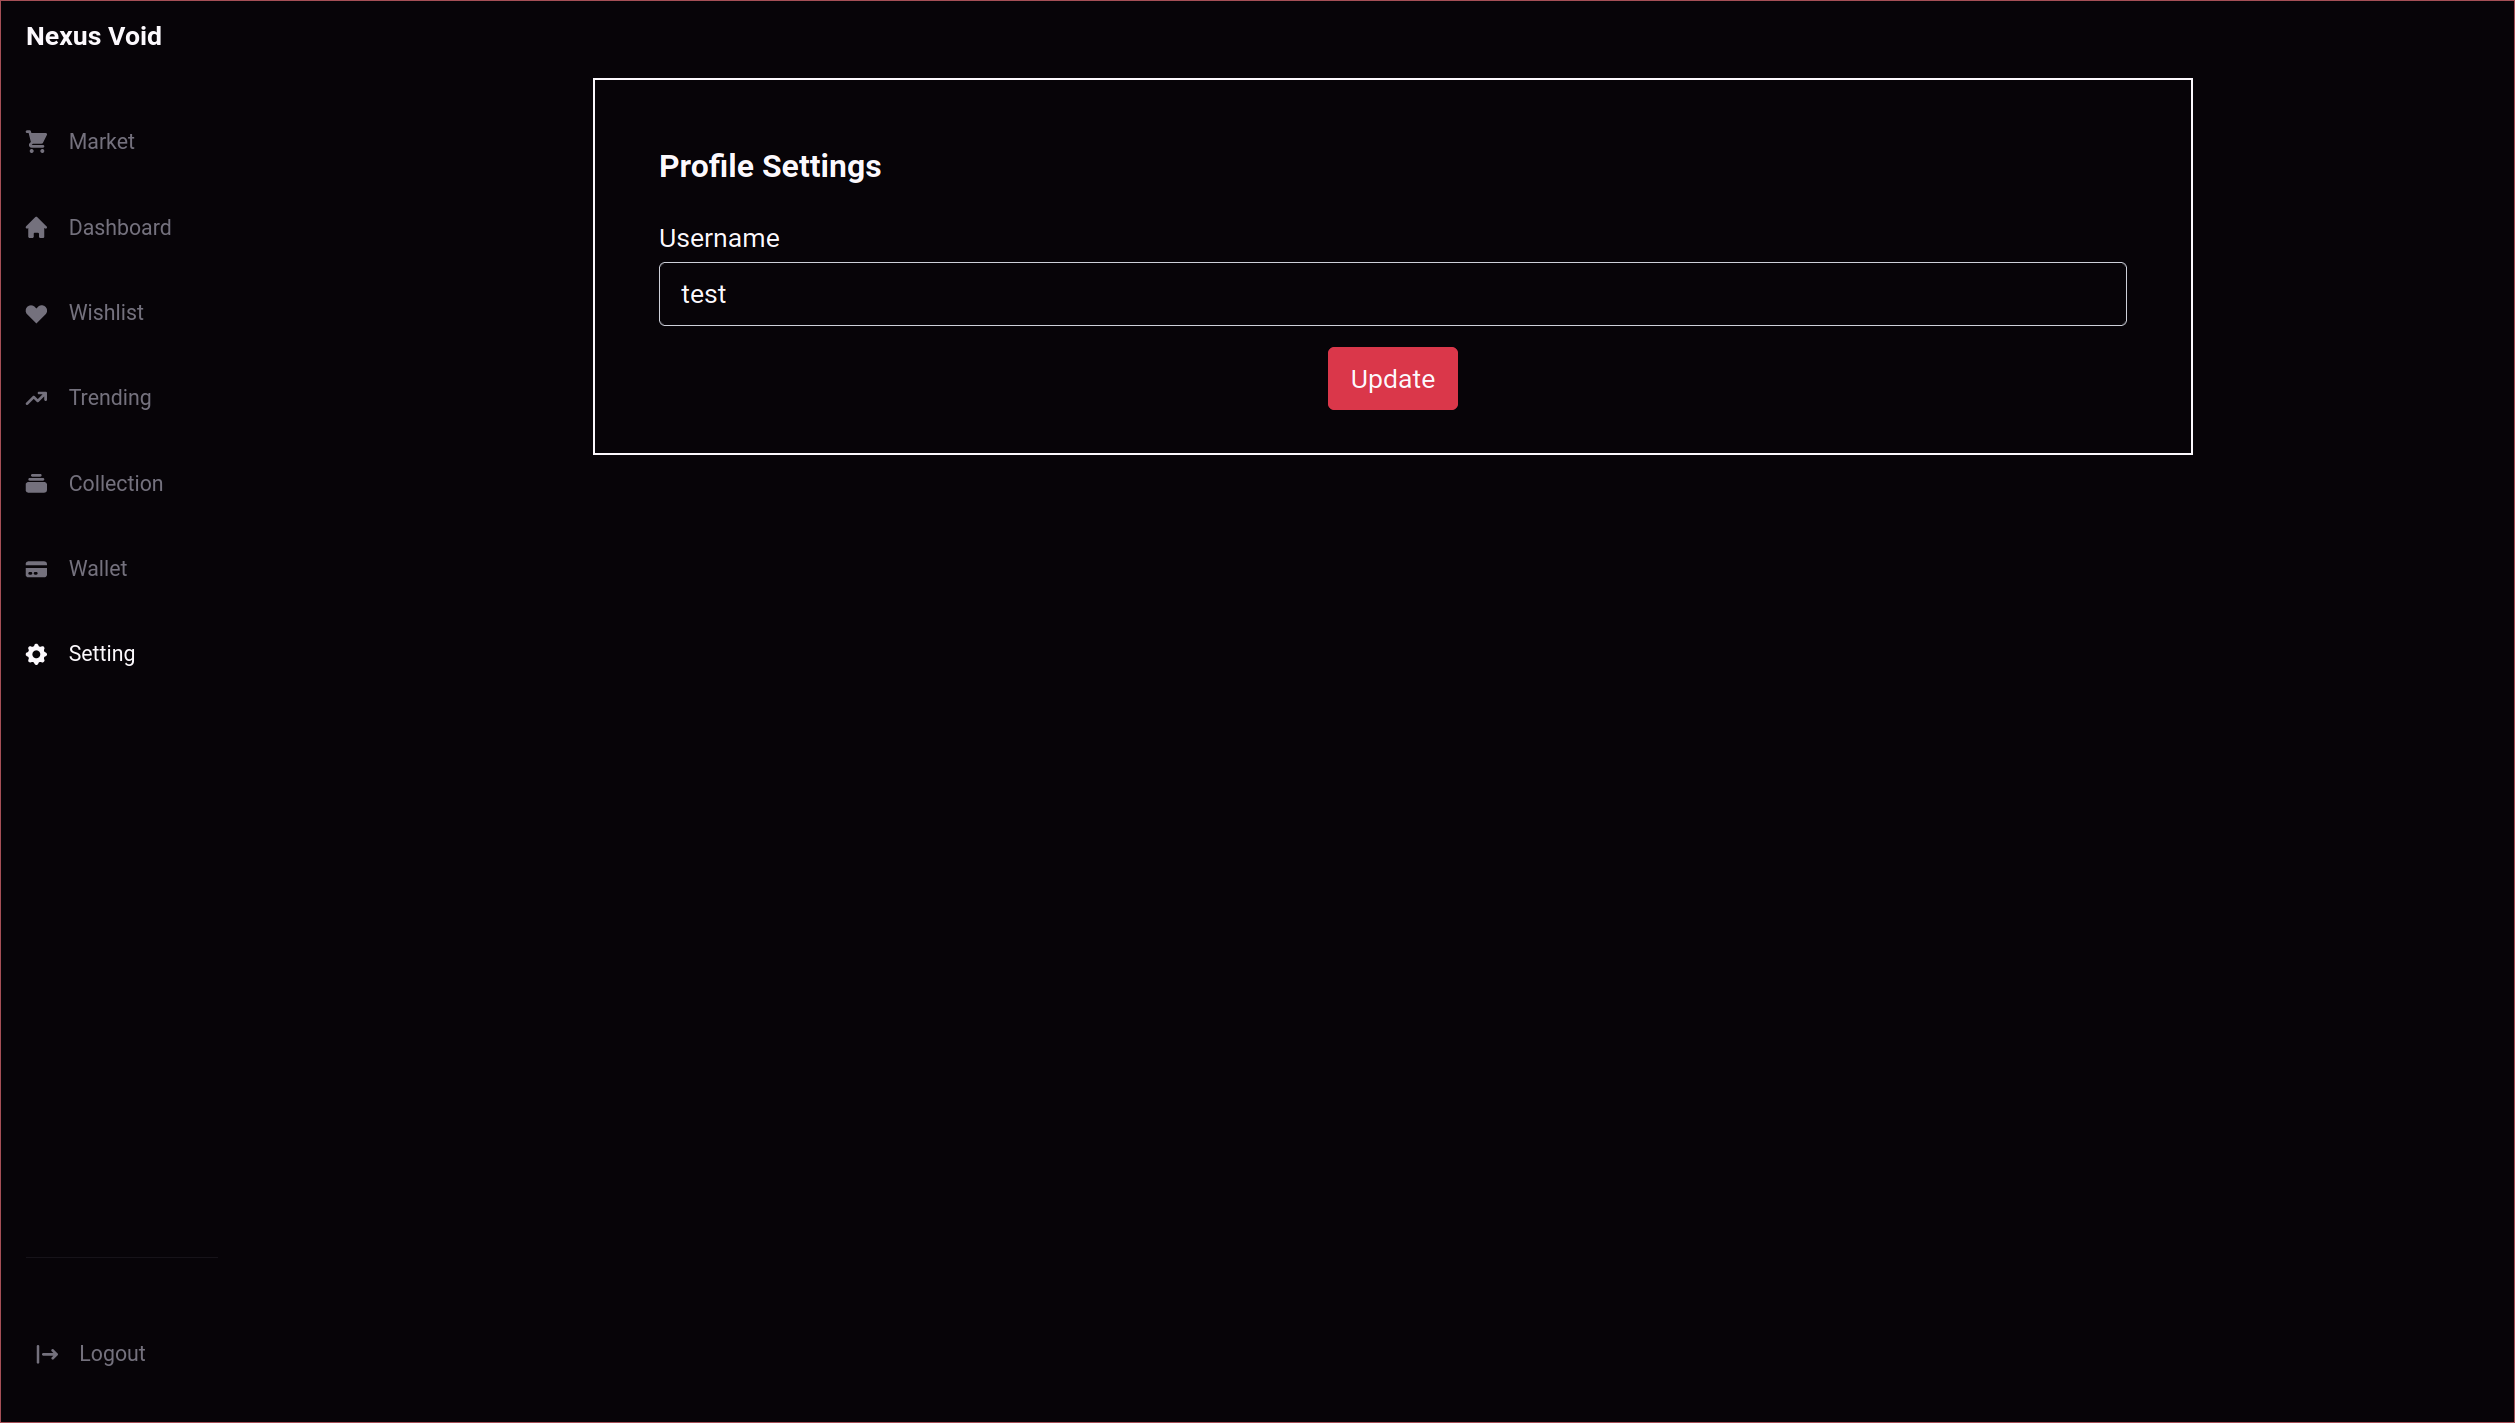 Nexus Void
Market
Dashboard
Wishlist
Trending
Collection
Wallet
Setting
Logout
Profile Settings
Username
test
Update